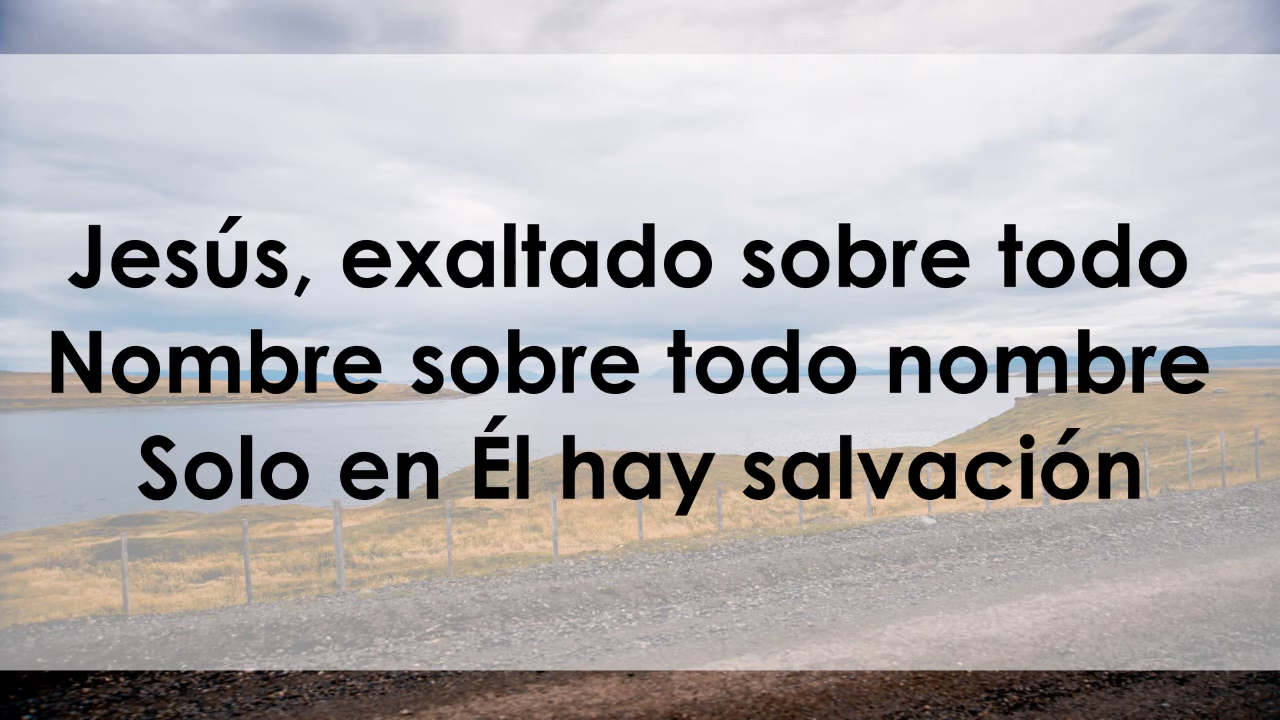 Jesús, exaltado sobre todo
Nombre sobre todo nombre
Solo en Él hay salvación